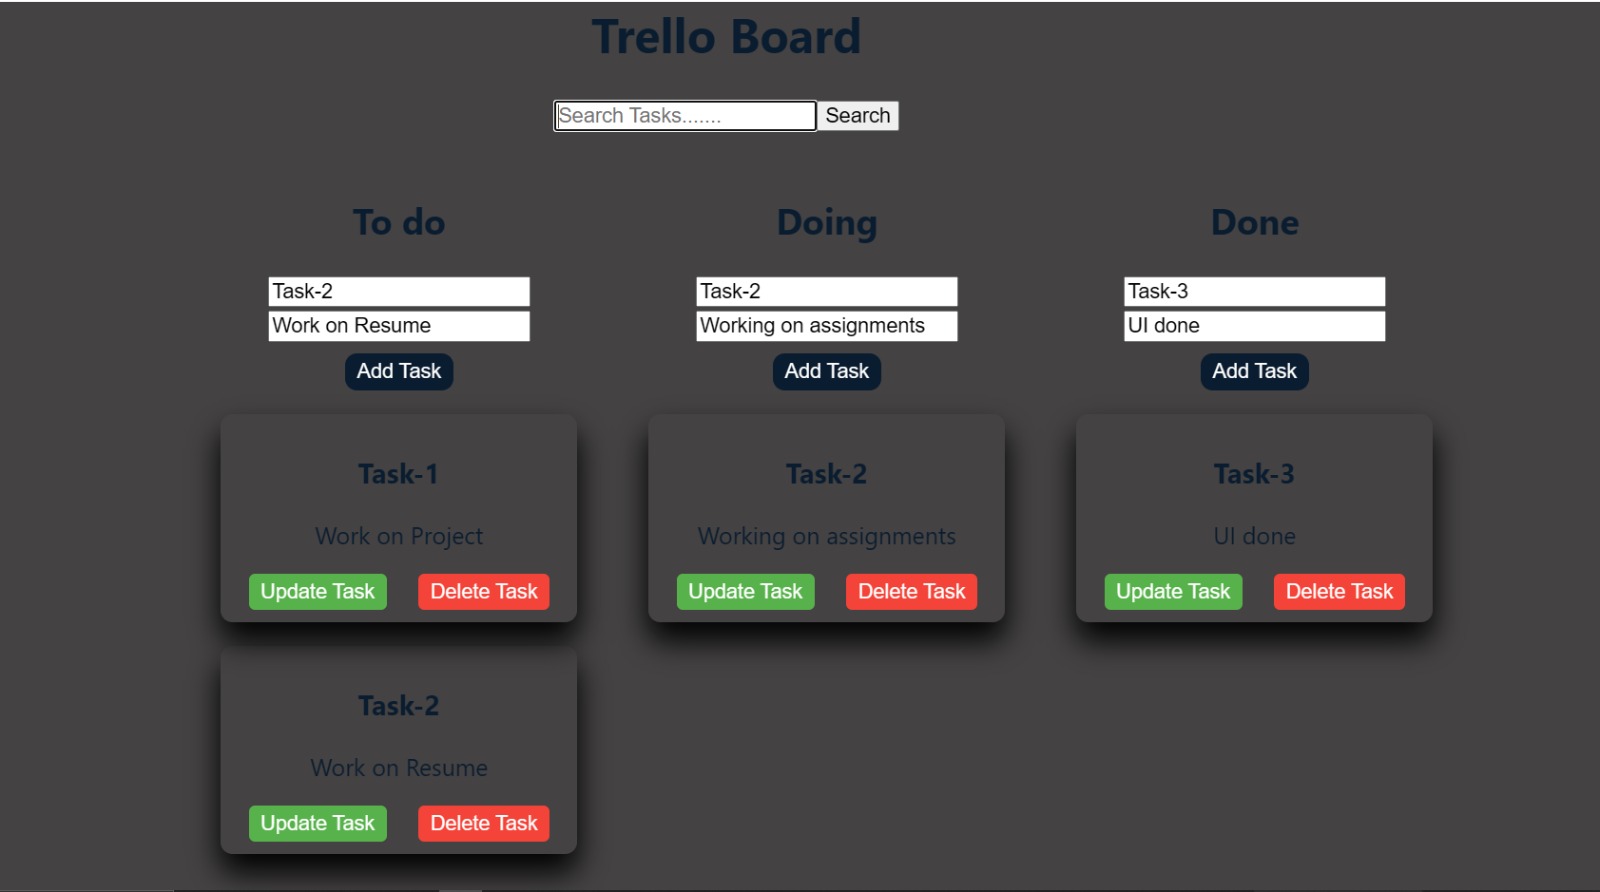 Trello Board
Search Tasks.......
Search
To do
Task-2
Work on Resume
Add Task
Task-1
Work on Project
Update Task
Delete Task
Task-2
Work on Resume
Update Task
Delete Task
Doing
Task-2
Working on assignments
Add Task
Task-2
Working on assignments
Update Task
Delete Task
Done
Task-3
UI done
Add Task
Task-3
UI done
Update Task
Delete Task